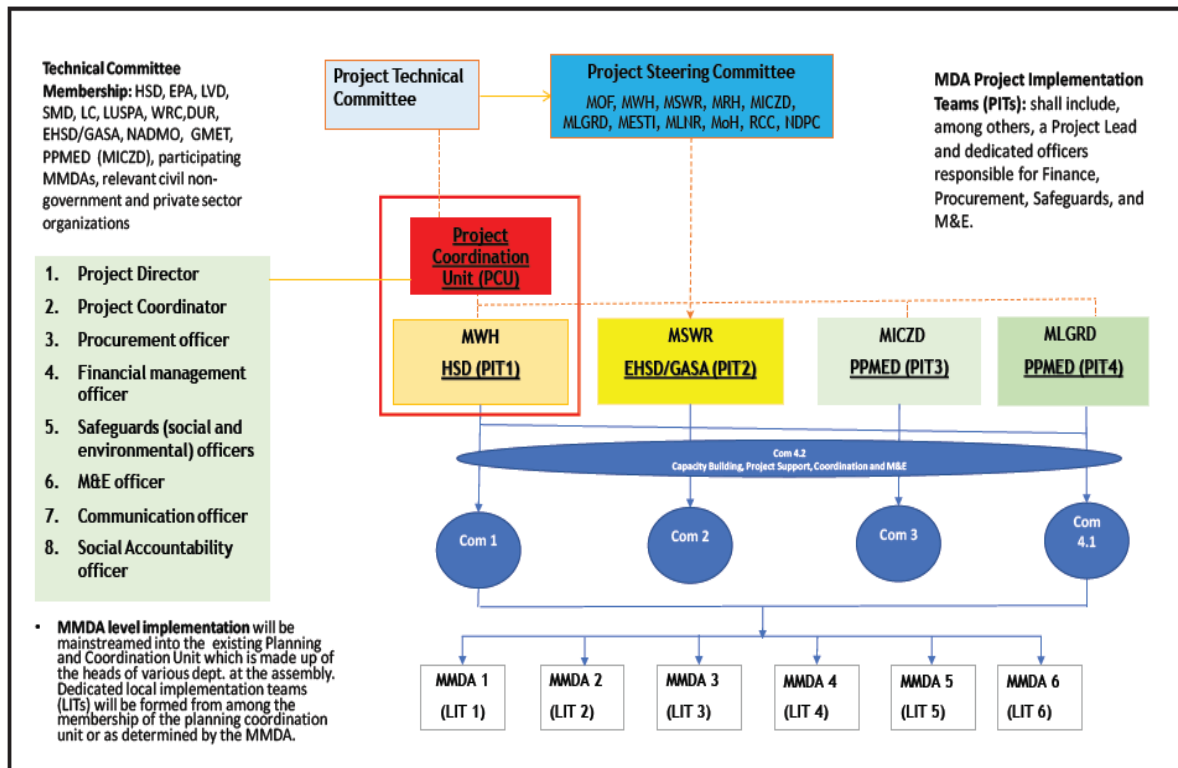 Technical Committee
Membership: HSD, EPA, LVD,
SMD, LC, LUSPA, WRC,DUR,
EHSD/GASA, NADMO, GMET,
PPMED (MICZD), participating
MMDAs, relevant civil non-
government and private sector
organizations
Project Technical
Committee
Project Steering Committee
MOF, MWH, MSWR, MRH, MICZD,
MLGRD, MESTI, MLNR, MoH, RCC, NDPC
MDA Project Implementation
Teams (PITs): shall include,
among others, a Project Lead
and dedicated officers
responsible for Finance,
Procurement, Safeguards, and
M&E.
Project
Coordination
Unit (PCU)
1. Project Director
2. Project Coordinator
3. Procurement officer
4. Financial management
officer
5. Safeguards (social and
environmental) officers
6. M&E officer
7. Communication officer
8. Social Accountability
officer
MWH
HSD (PIT1)
MSWR
EHSD/GASA (PIT2)
MICZD
PPMED (PIT3)
MLGRD
PPMED (PIT4)
Com 4.2
Capacity Building, Project Support, Coordination and M&E
Com 1
Com 2
Com 3
Com
4.1
• MMDA level implementation will be
mainstreamed into the existing Planning
and Coordination Unit which is made up of
the heads of various dept. at the assembly.
Dedicated local implementation teams
(LITs) will be formed from among the
membership of the planning coordination
unit or as determined by the MMDA.
MMDA 1
(LIT 1)
MMDA 2
(LIT 2)
MMDA 3
(LIT 3)
MMDA 4
(LIT 4)
MMDA 5
(LIT 5)
MMDA 6
(LIT 6)